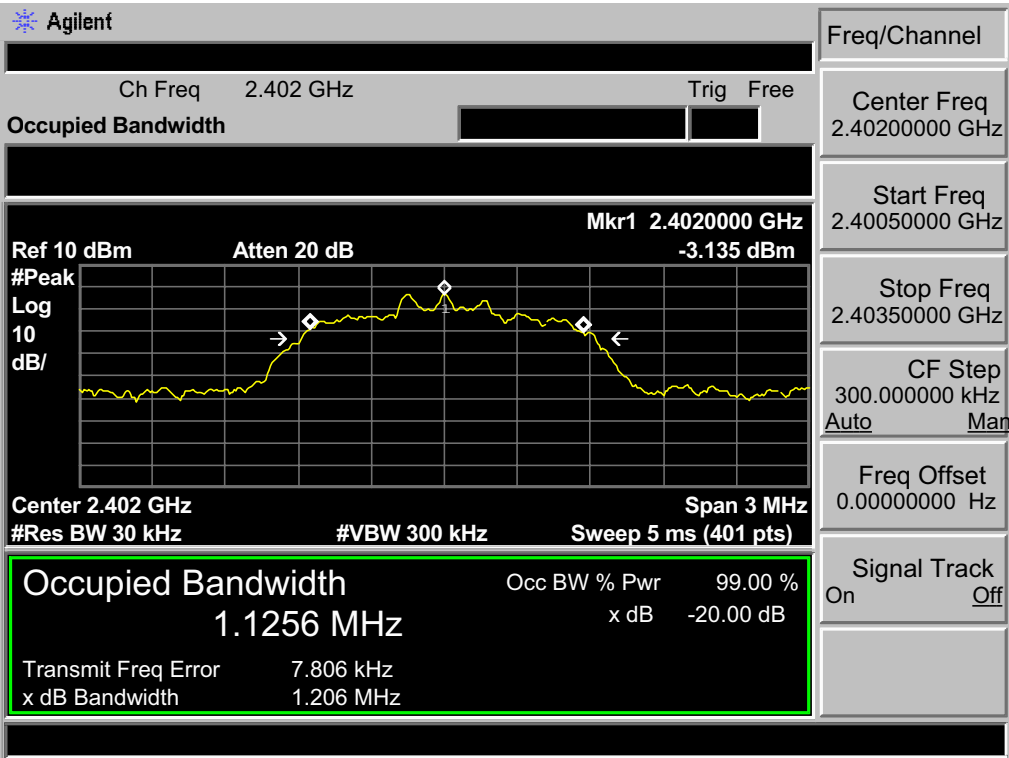 Agilent
Freq/Channel
Ch Freq 2.402 GHz Trig Free
Occupied Bandwidth
Center Freq
2.40200000 GHz
Start Freq
2.40050000 GHz
Stop Freq
2.40350000 GHz
CF Step
300.000000 kHz
Auto Man
Freq Offset
0.00000000 Hz
Signal Track
On Off
Mkr1 2.4020000 GHz
Ref 10 dBm Atten 20 dB -3.135 dBm
#Peak
Log
10
dB/
1
Center 2.402 GHz Span 3 MHz
#Res BW 30 kHz #VBW 300 kHz Sweep 5 ms (401 pts)
Occupied Bandwidth Occ BW % Pwr 99.00 %
1.1256 MHz x dB -20.00 dB
Transmit Freq Error 7.806 kHz
x dB Bandwidth 1.206 MHz